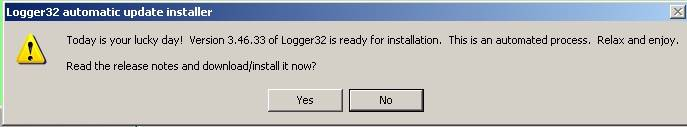 Logger32 automatic update installer
Today is your lucky day! Version 3.46.33 of Logger32 is ready for installation. This is an automated process. Relax and enjoy.
Read the release notes and download/install it now?
Yes No